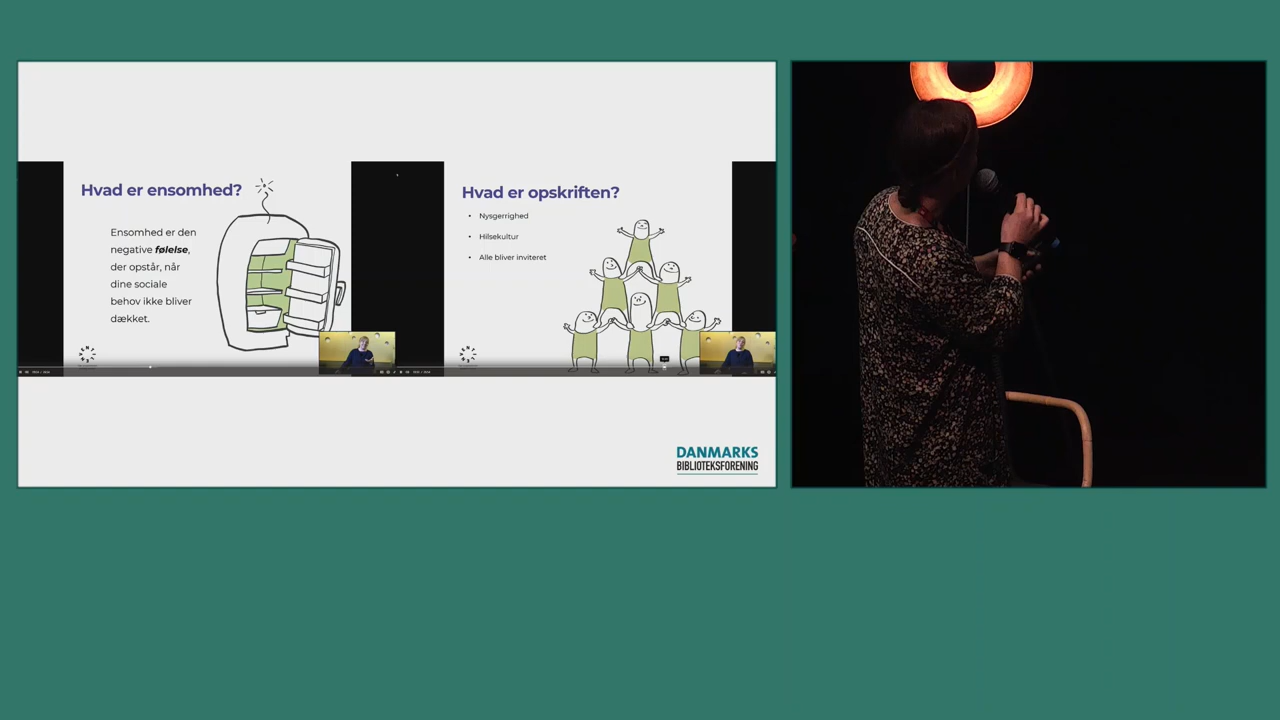 Hvad er ensomhed?
Ensomhed er den
negative følelse,
der opstår, når
dine sociale
behov ikke bliver
dækket.
Hvad er opskriften?
• Nysgerrighed
• Hilsekultur
• Alle bliver inviteret
DANMARKS
BIBLIOTEKSFORENING